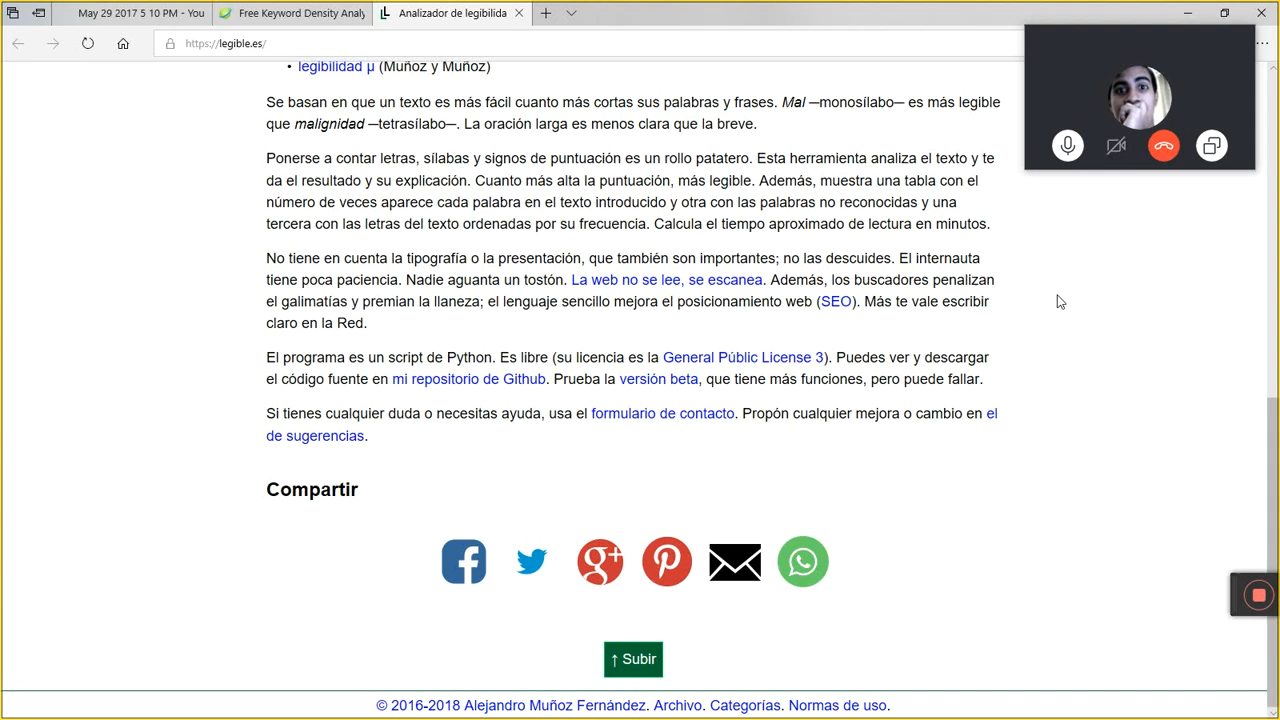 May 29 2017 5 10 PM - You
Free Keyword Density Analy
Analizador de legibilida
https://legible.es/
• legibilidad µ (Muñoz y Muñoz)
Se basan en que un texto es más fácil cuanto más cortas sus palabras y frases. Mal —monosílabo— es más legible
que malignidad —tetrasílabo—. La oración larga es menos clara que la breve.
Ponerse a contar letras, sílabas y signos de puntuación es un rollo patatero. Esta herramienta analiza el texto y te
da el resultado y su explicación. Cuanto más alta la puntuación, más legible. Además, muestra una tabla con el
número de veces aparece cada palabra en el texto introducido y otra con las palabras no reconocidas y una
tercera con las letras del texto ordenadas por su frecuencia. Calcula el tiempo aproximado de lectura en minutos.
No tiene en cuenta la tipografía o la presentación, que también son importantes; no las descuides. El internauta
tiene poca paciencia. Nadie aguanta un tostón. La web no se lee, se escanea. Además, los buscadores penalizan
el galimatías y premian la llaneza; el lenguaje sencillo mejora el posicionamiento web (SEO). Más te vale escribir
claro en la Red.
El programa es un script de Python. Es libre (su licencia es la General Públic License 3). Puedes ver y descargar
el código fuente en mi repositorio de Github. Prueba la versión beta, que tiene más funciones, pero puede fallar.
Si tienes cualquier duda o necesitas ayuda, usa el formulario de contacto. Propón cualquier mejora o cambio en el
de sugerencias.
Compartir
↑ Subir
© 2016-2018 Alejandro Muñoz Fernández. Archivo. Categorías. Normas de uso.